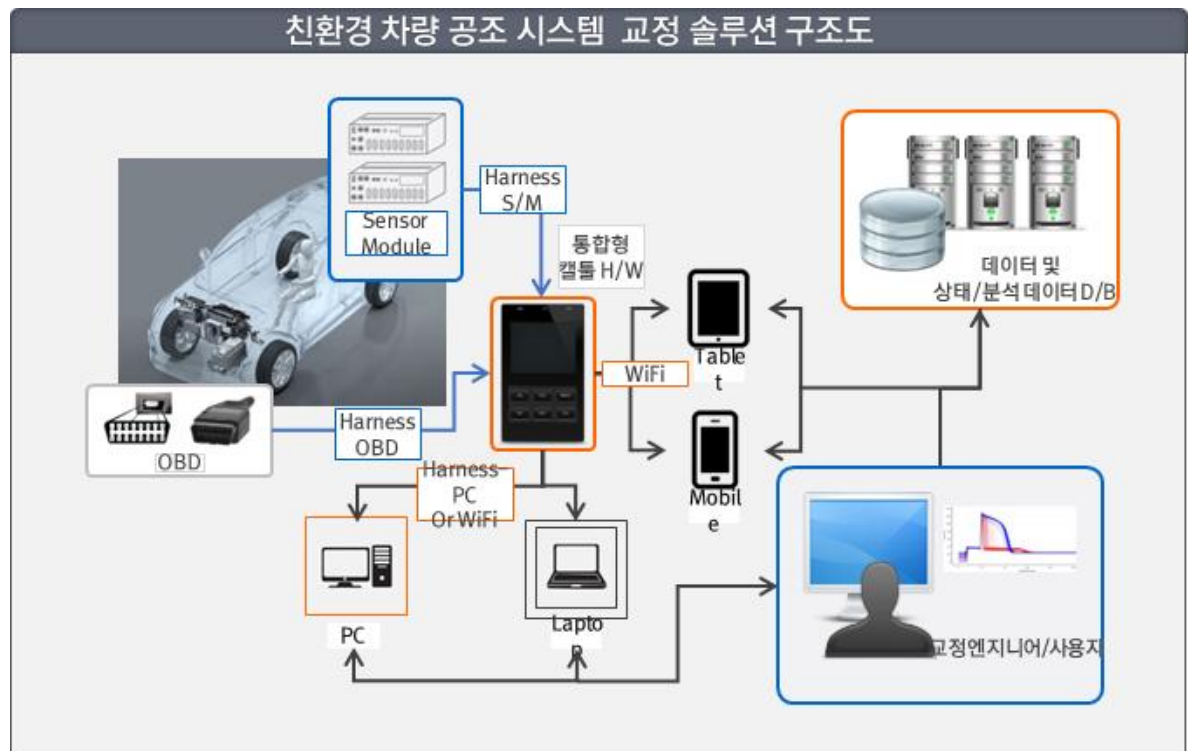 친환경 차량 공조 시스템 교정 솔루션 구조도
Harness
S/M
Sensor
Module
통합형
캘툴 H/W
데이터 및
상태/분석 데이터 D/B
Table
t
WiFi
Harness
OBD
OBD
Harness-
PC
Or WiFi
Mobil
e
PC
Lapto
p
교정엔지니어/사용자